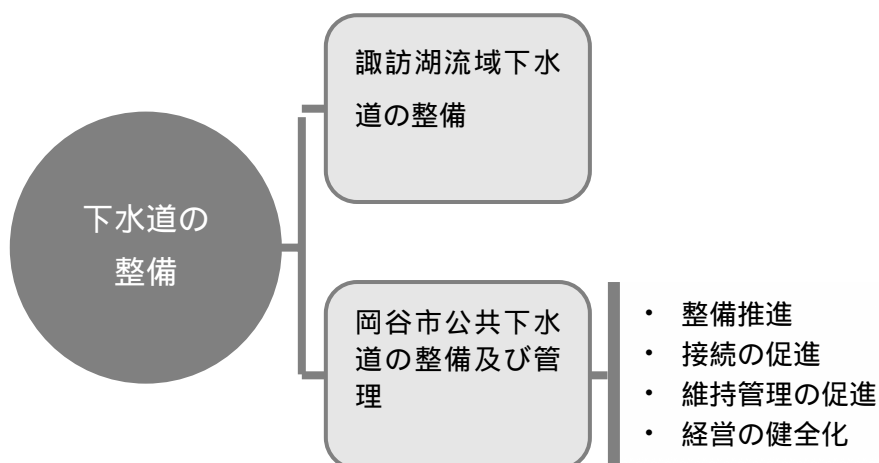 下水道の
整備
諏訪湖流域下水
道の整備
岡谷市公共下水
道の整備及び管
理
・ 整備推進
・ 接続の促進
・ 維持管理の促進
・ 経営の健全化